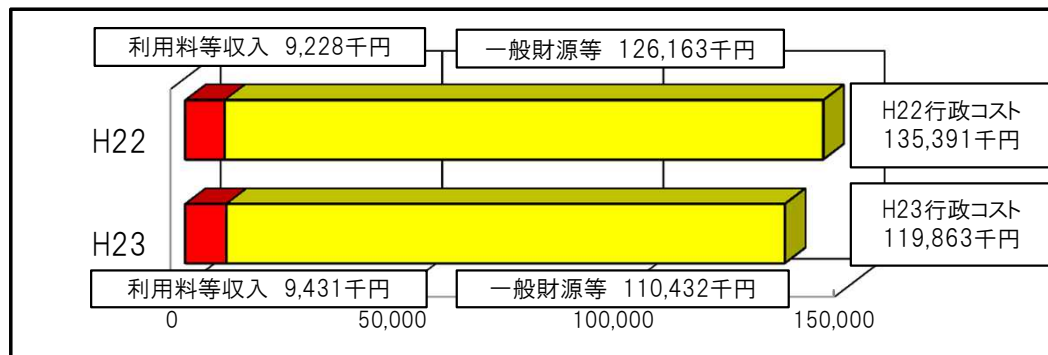 利用料等収入 9,228千円
一般財源等 126,163千円
H22
H22行政コスト
135,391千円
H23
H23行政コスト
119,863千円
利用料等収入 9,431千円
一般財源等 110,432千円
0 50,000 100,000 150,000